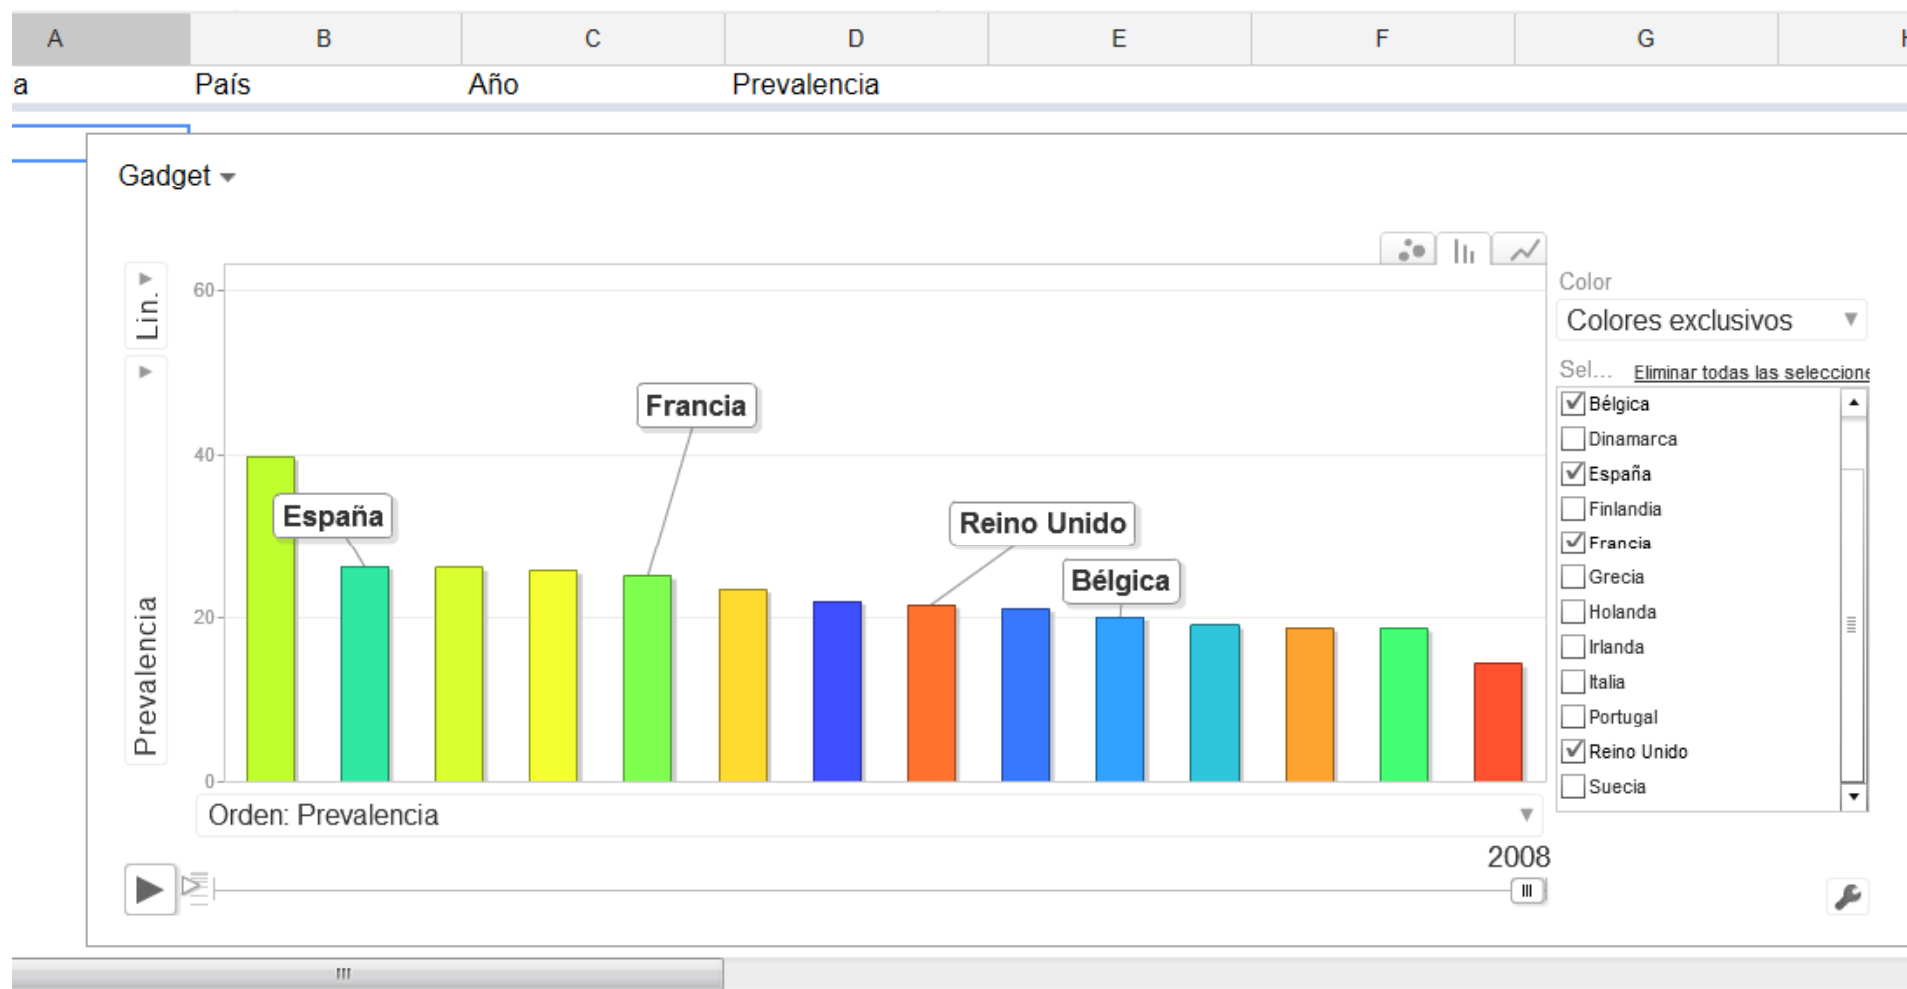 A B C D E F G H
a País Año Prevalencia
Gadget
Lin.
Prevalencia
60
40
20
0
España
Francia
Reino Unido
Bélgica
Orden: Prevalencia
2008
Color
Colores exclusivos
Sel... Eliminar todas las seleccione
Bélgica
Dinamarca
España
Finlandia
Francia
Grecia
Holanda
Irlanda
Italia
Portugal
Reino Unido
Suecia